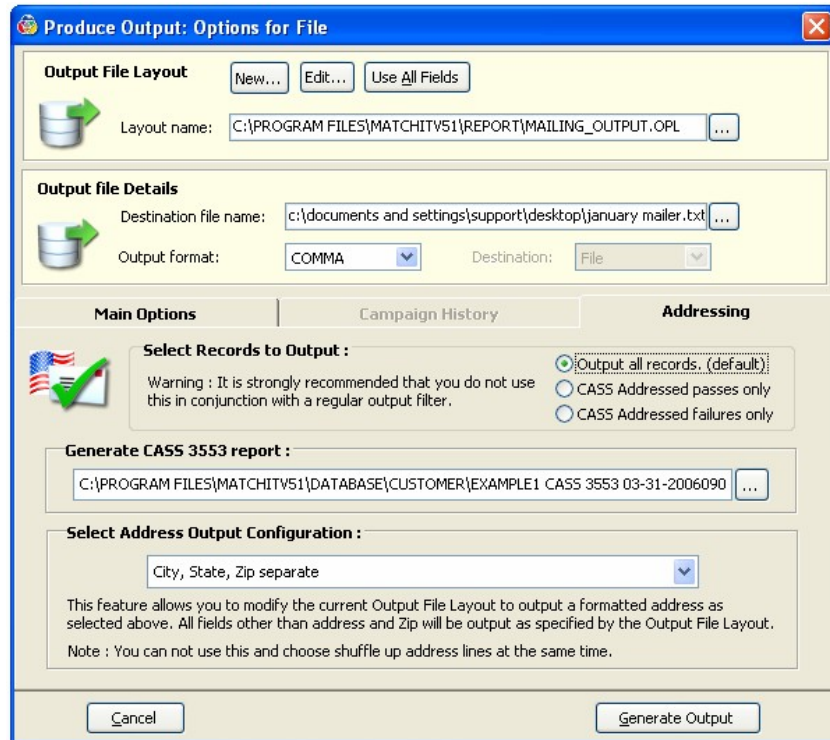 Produce Output: Options for File
Output File Layout
New...
Edit...
Use All Fields
Layout name:
C:\PROGRAM FILES\MATCHITV51\REPORT\MAILING_OUTPUT.OPL
...
Output file Details
Destination file name:
c:\documents and settings\support\desktop\january mailer.txt
...
Output format:
COMMA
Destination:
File
Main Options
Campaign History
Addressing
Select Records to Output :
Warning : It is strongly recommended that you do not use
this in conjunction with a regular output filter.
Output all records. (default)
CASS Addressed passes only
CASS Addressed failures only
Generate CASS 3553 report :
C:\PROGRAM FILES\MATCHITV51\DATABASE\CUSTOMER\EXAMPLE1 CASS 3553 03-31-2006090
...
Select Address Output Configuration :
City, State, Zip separate
This feature allows you to modify the current Output File Layout to output a formatted address as
selected above. All fields other than address and Zip will be output as specified by the Output File Layout.
Note : You can not use this and choose shuffle up address lines at the same time.
Cancel
Generate Output